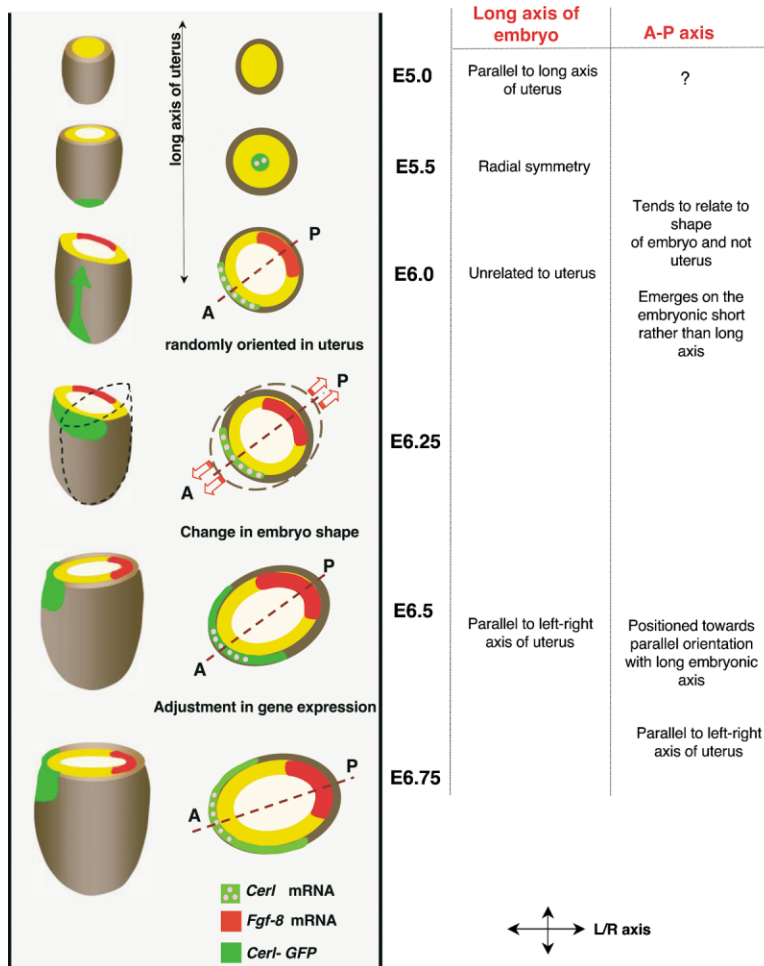 Long axis of
embryo
A-P axis
long axis of uterus
E5.0
Parallel to long axis
of uterus
?
E5.5
Radial symmetry
P
A
randomly oriented in uterus
E6.0
Unrelated to uterus
Tends to relate to
shape
of embryo and not
uterus
Emerges on the
embryonic short
rather than long
axis
P
A
Change in embryo shape
E6.25
P
A
Adjustment in gene expression
E6.5
Parallel to left-right
axis of uterus
Positioned towards
parallel orientation
with long embryonic
axis
Parallel to left-right
axis of uterus
E6.75
P
A
Cerl mRNA
Fgf-8 mRNA
Cerl- GFP
L/R axis